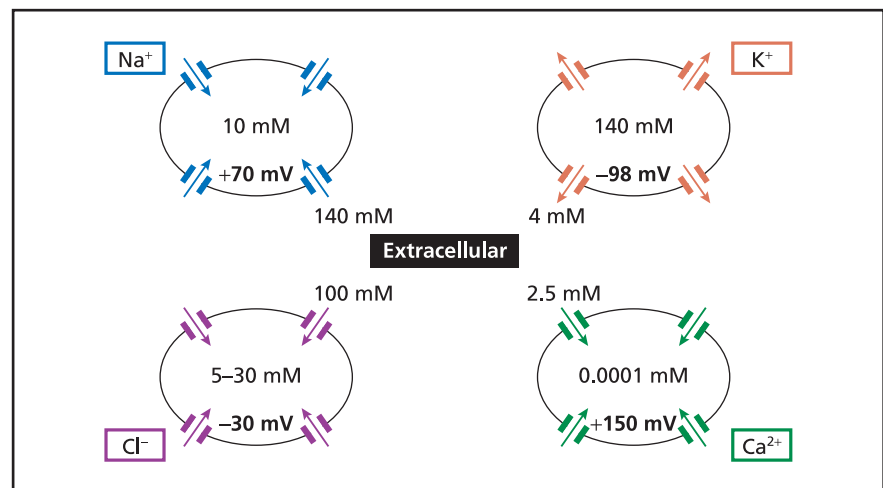 Na⁺
10 mM
+70 mV
140 mM
K⁺
140 mM
–98 mV
4 mM
Extracellular
100 mM
5–30 mM
–30 mV
Cl⁻
2.5 mM
0.0001 mM
+150 mV
Ca²⁺